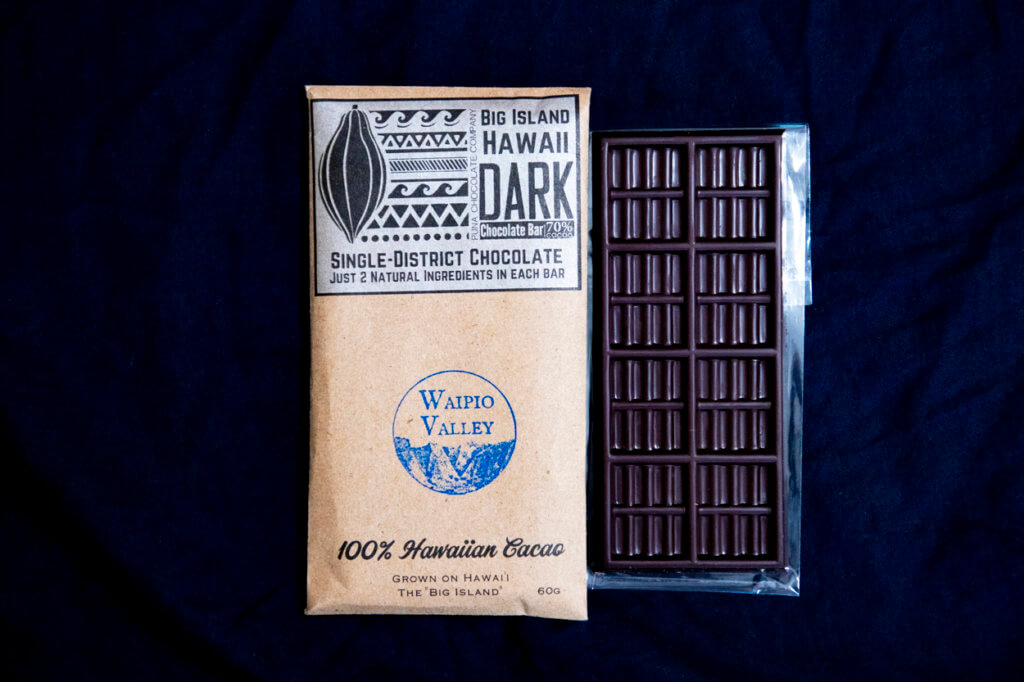 PUNA CHOCOLATE COMPANY
BIG ISLAND
HAWAII
DARK
Chocolate Bar 70%
COCOA
SINGLE-DISTRICT CHOCOLATE
JUST 2 NATURAL INGREDIENTS IN EACH BAR
WAIPIO
VALLEY
100% Hawaiian Cacao
GROWN ON HAWAI'I
THE "BIG ISLAND"
60G